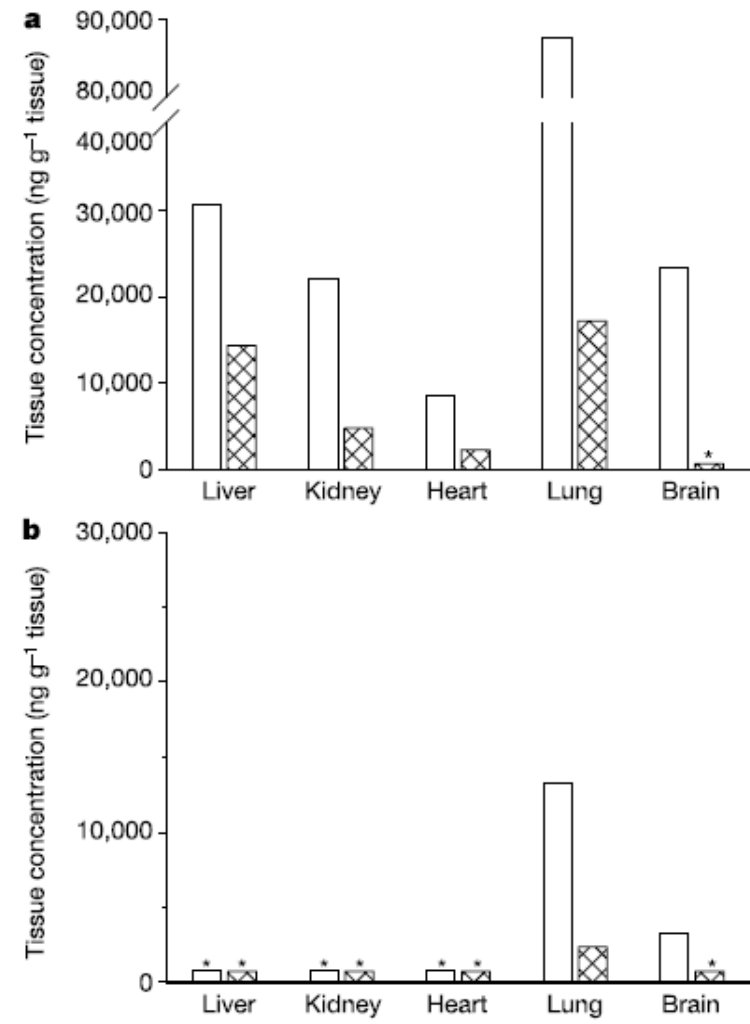 a
Tissue concentration (ng g⁻¹ tissue)
90,000
80,000
40,000
30,000
20,000
10,000
0
*
Liver Kidney Heart Lung Brain
b
Tissue concentration (ng g⁻¹ tissue)
30,000
20,000
10,000
0
* * * * * * *
Liver Kidney Heart Lung Brain